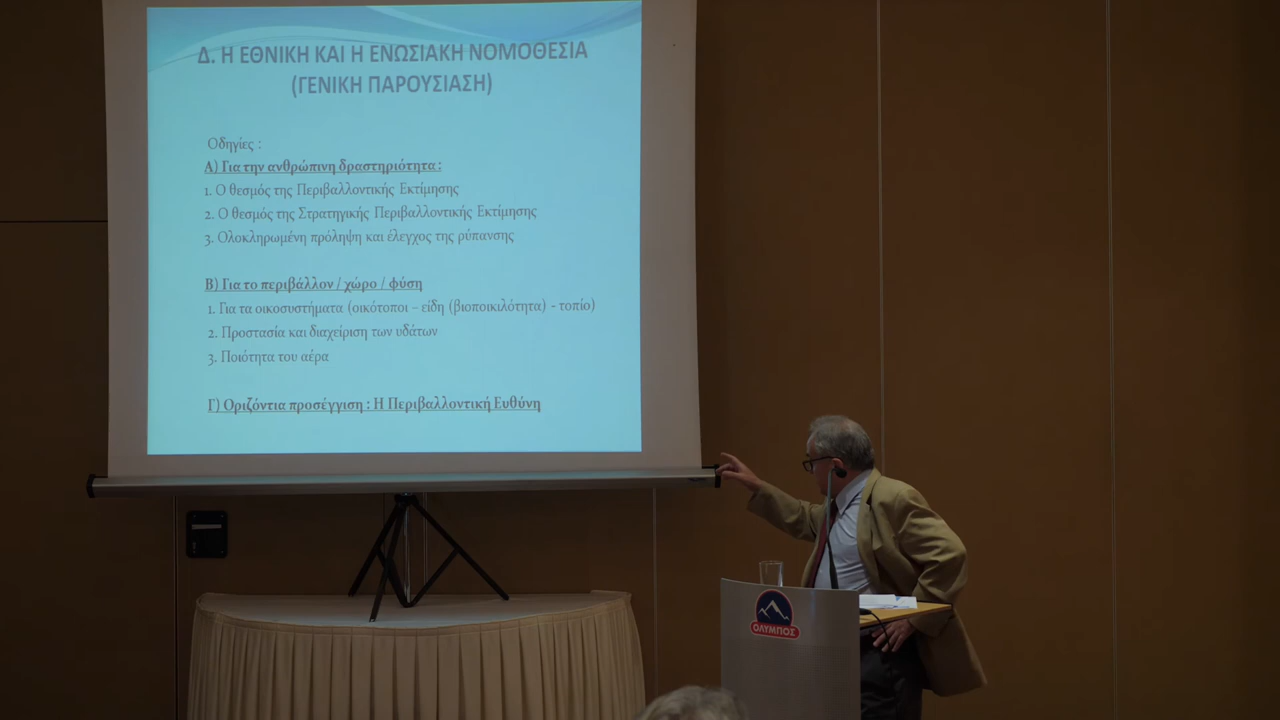 Δ. Η ΕΘΝΙΚΗ ΚΑΙ Η ΕΝΩΣΙΑΚΗ ΝΟΜΟΘΕΣΙΑ
(ΓΕΝΙΚΗ ΠΑΡΟΥΣΙΑΣΗ)
Οδηγίες :
Α) Για την ανθρώπινη δραστηριότητα :
1. Ο θεσμός της Περιβαλλοντικής Εκτίμησης
2. Ο θεσμός της Στρατηγικής Περιβαλλοντικής Εκτίμησης
3. Ολοκληρωμένη πρόληψη και έλεγχος της ρύπανσης
Β) Για το περιβάλλον / χώρο / φύση
1. Για τα οικοσυστήματα (οικότοποι – είδη (βιοποικιλότητα) - τοπίο)
2. Προστασία και διαχείριση των υδάτων
3. Ποιότητα του αέρα
Γ) Οριζόντια προσέγγιση : Η Περιβαλλοντική Ευθύνη
ΟΛΥΜΠΟΣ